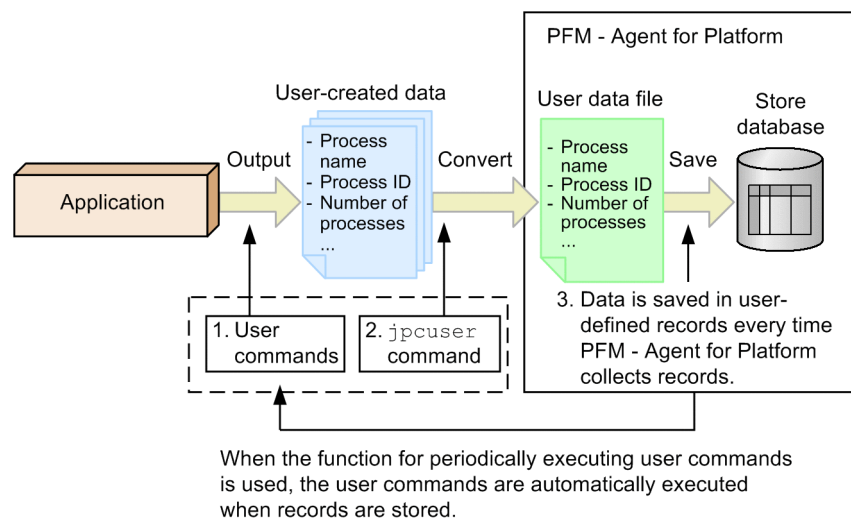 PFM - Agent for Platform
User-created data
User data file
Store
database
Application
Output
- Process
name
- Process ID
- Number of
processes
...
Convert
- Process
name
- Process ID
- Number of
processes
...
Save
1. User
commands
2. jpcuser
command
3. Data is saved in user-
defined records every time
PFM - Agent for Platform
collects records.
When the function for periodically executing user commands
is used, the user commands are automatically executed
when records are stored.